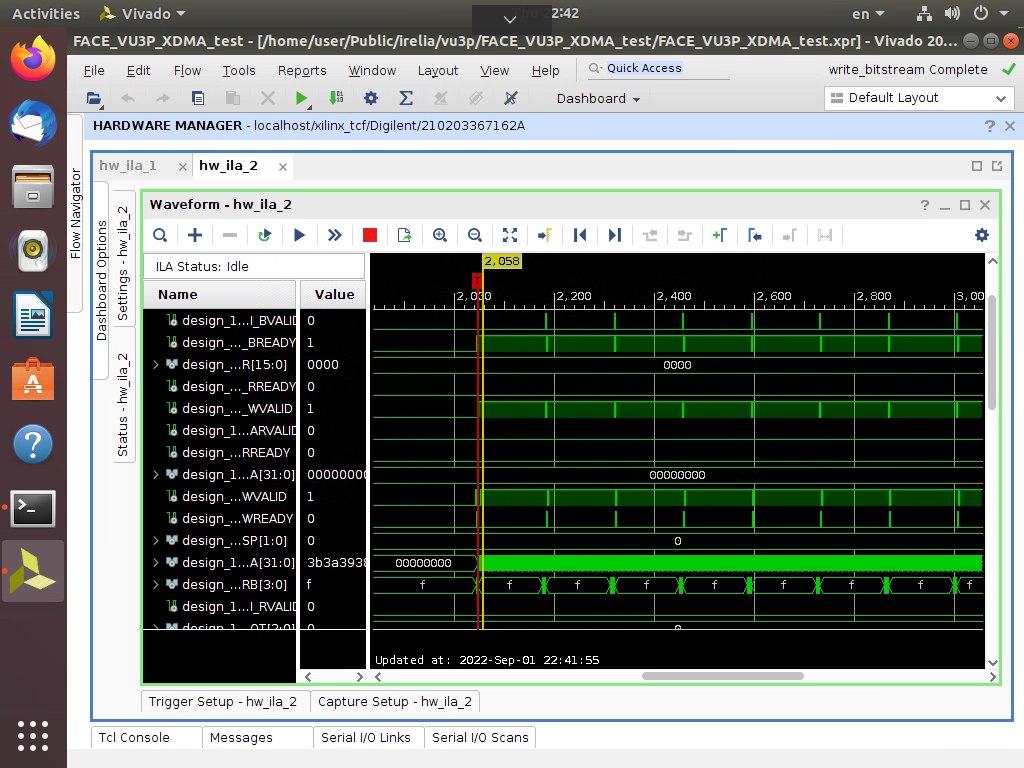 Activities Vivado Thu 22:42 en
FACE_VU3P_XDMA_test - [/home/user/Public/irelia/vu3p/FACE_VU3P_XDMA_test/FACE_VU3P_XDMA_test.xpr] - Vivado 20...
File Edit Flow Tools Reports Window Layout View Help Quick Access write_bitstream Complete
Dashboard Default Layout
HARDWARE MANAGER - localhost/xilinx_tcf/Digilent/210203367162A
Flow Navigator
hw_ila_1 hw_ila_2
Dashboard Options
Settings - hw_ila_2
Status - hw_ila_2
Waveform - hw_ila_2
ILA Status: Idle
2,058
T
Name Value
2,000 2,200 2,400 2,600 2,800 3,00
design_1...I_BVALID 0
design_..._BREADY 1
design_...R[15:0] 0000 0000
design_..._RREADY 0
design_..._WVALID 1
design_1...ARVALID 0
design_1...RREADY 0
design_1...A[31:0] 00000000 00000000
design_...WVALID 1
design_...WREADY 0
design_...SP[1:0] 0 0
design_1...A[31:0] 3b3a3938 00000000
design_...RB[3:0] f f f f f f f f f
design_1...I_RVALID 0
design_1...OT[2:0] 0 0
Updated at: 2022-Sep-01 22:41:55
Trigger Setup - hw_ila_2 Capture Setup - hw_ila_2
Tcl Console Messages Serial I/O Links Serial I/O Scans